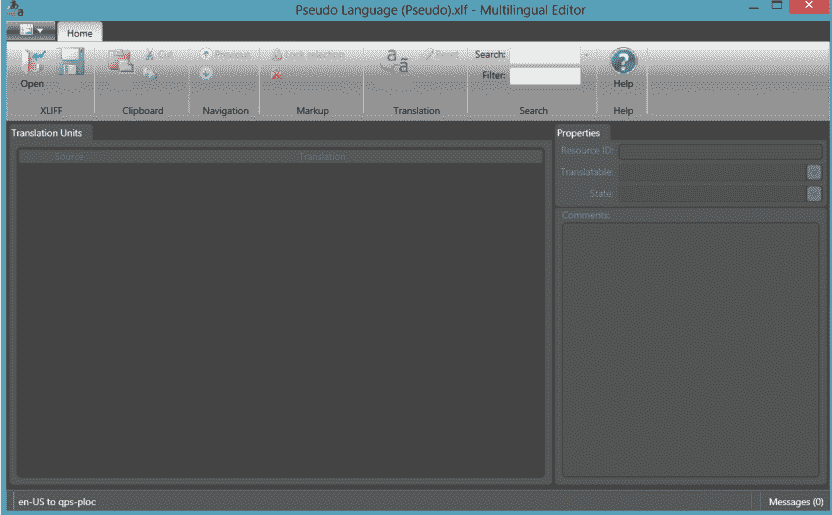 Pseudo Language (Pseudo).xlf - Multilingual Editor
Home
Cut Previous Lock selection Reset Search:
Open Filter: Help
XLIFF Clipboard Navigation Markup Translation Search Help
Translation Units Properties
Source Translation Resource ID:
Translatable:
State:
Comments:
en-US to qps-ploc Messages (0)